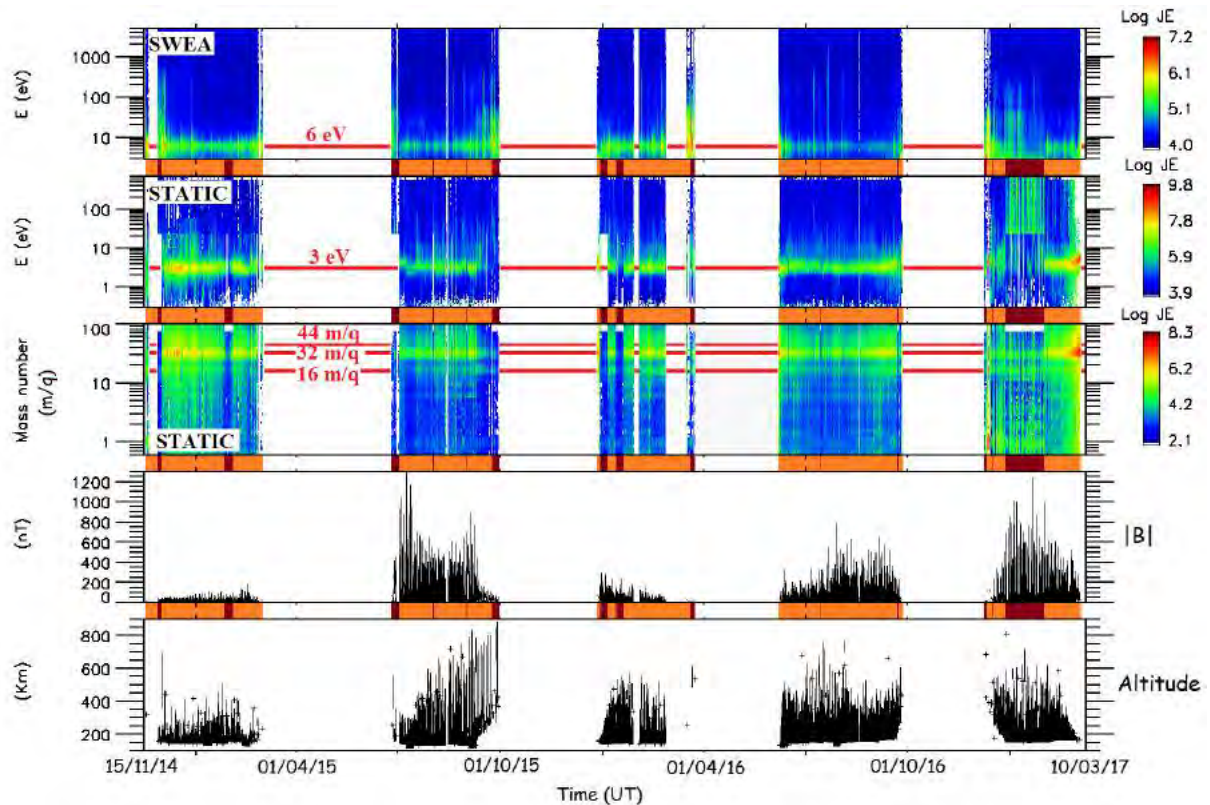 Log JE
SWEA
1000
100
10
E (eV)
6 eV
7.2
6.1
5.1
4.0
Log JE
STATIC
100
10
1
E (eV)
3 eV
9.8
7.8
5.9
3.9
Log JE
100
10
1
Mass number
(m/q)
44 m/q
32 m/q
16 m/q
STATIC
8.3
6.2
4.2
2.1
1200
1000
800
600
400
200
0
(nT)
|B|
800
600
400
200
(Km)
Altitude
15/11/14
01/04/15
01/10/15
01/04/16
01/10/16
10/03/17
Time (UT)